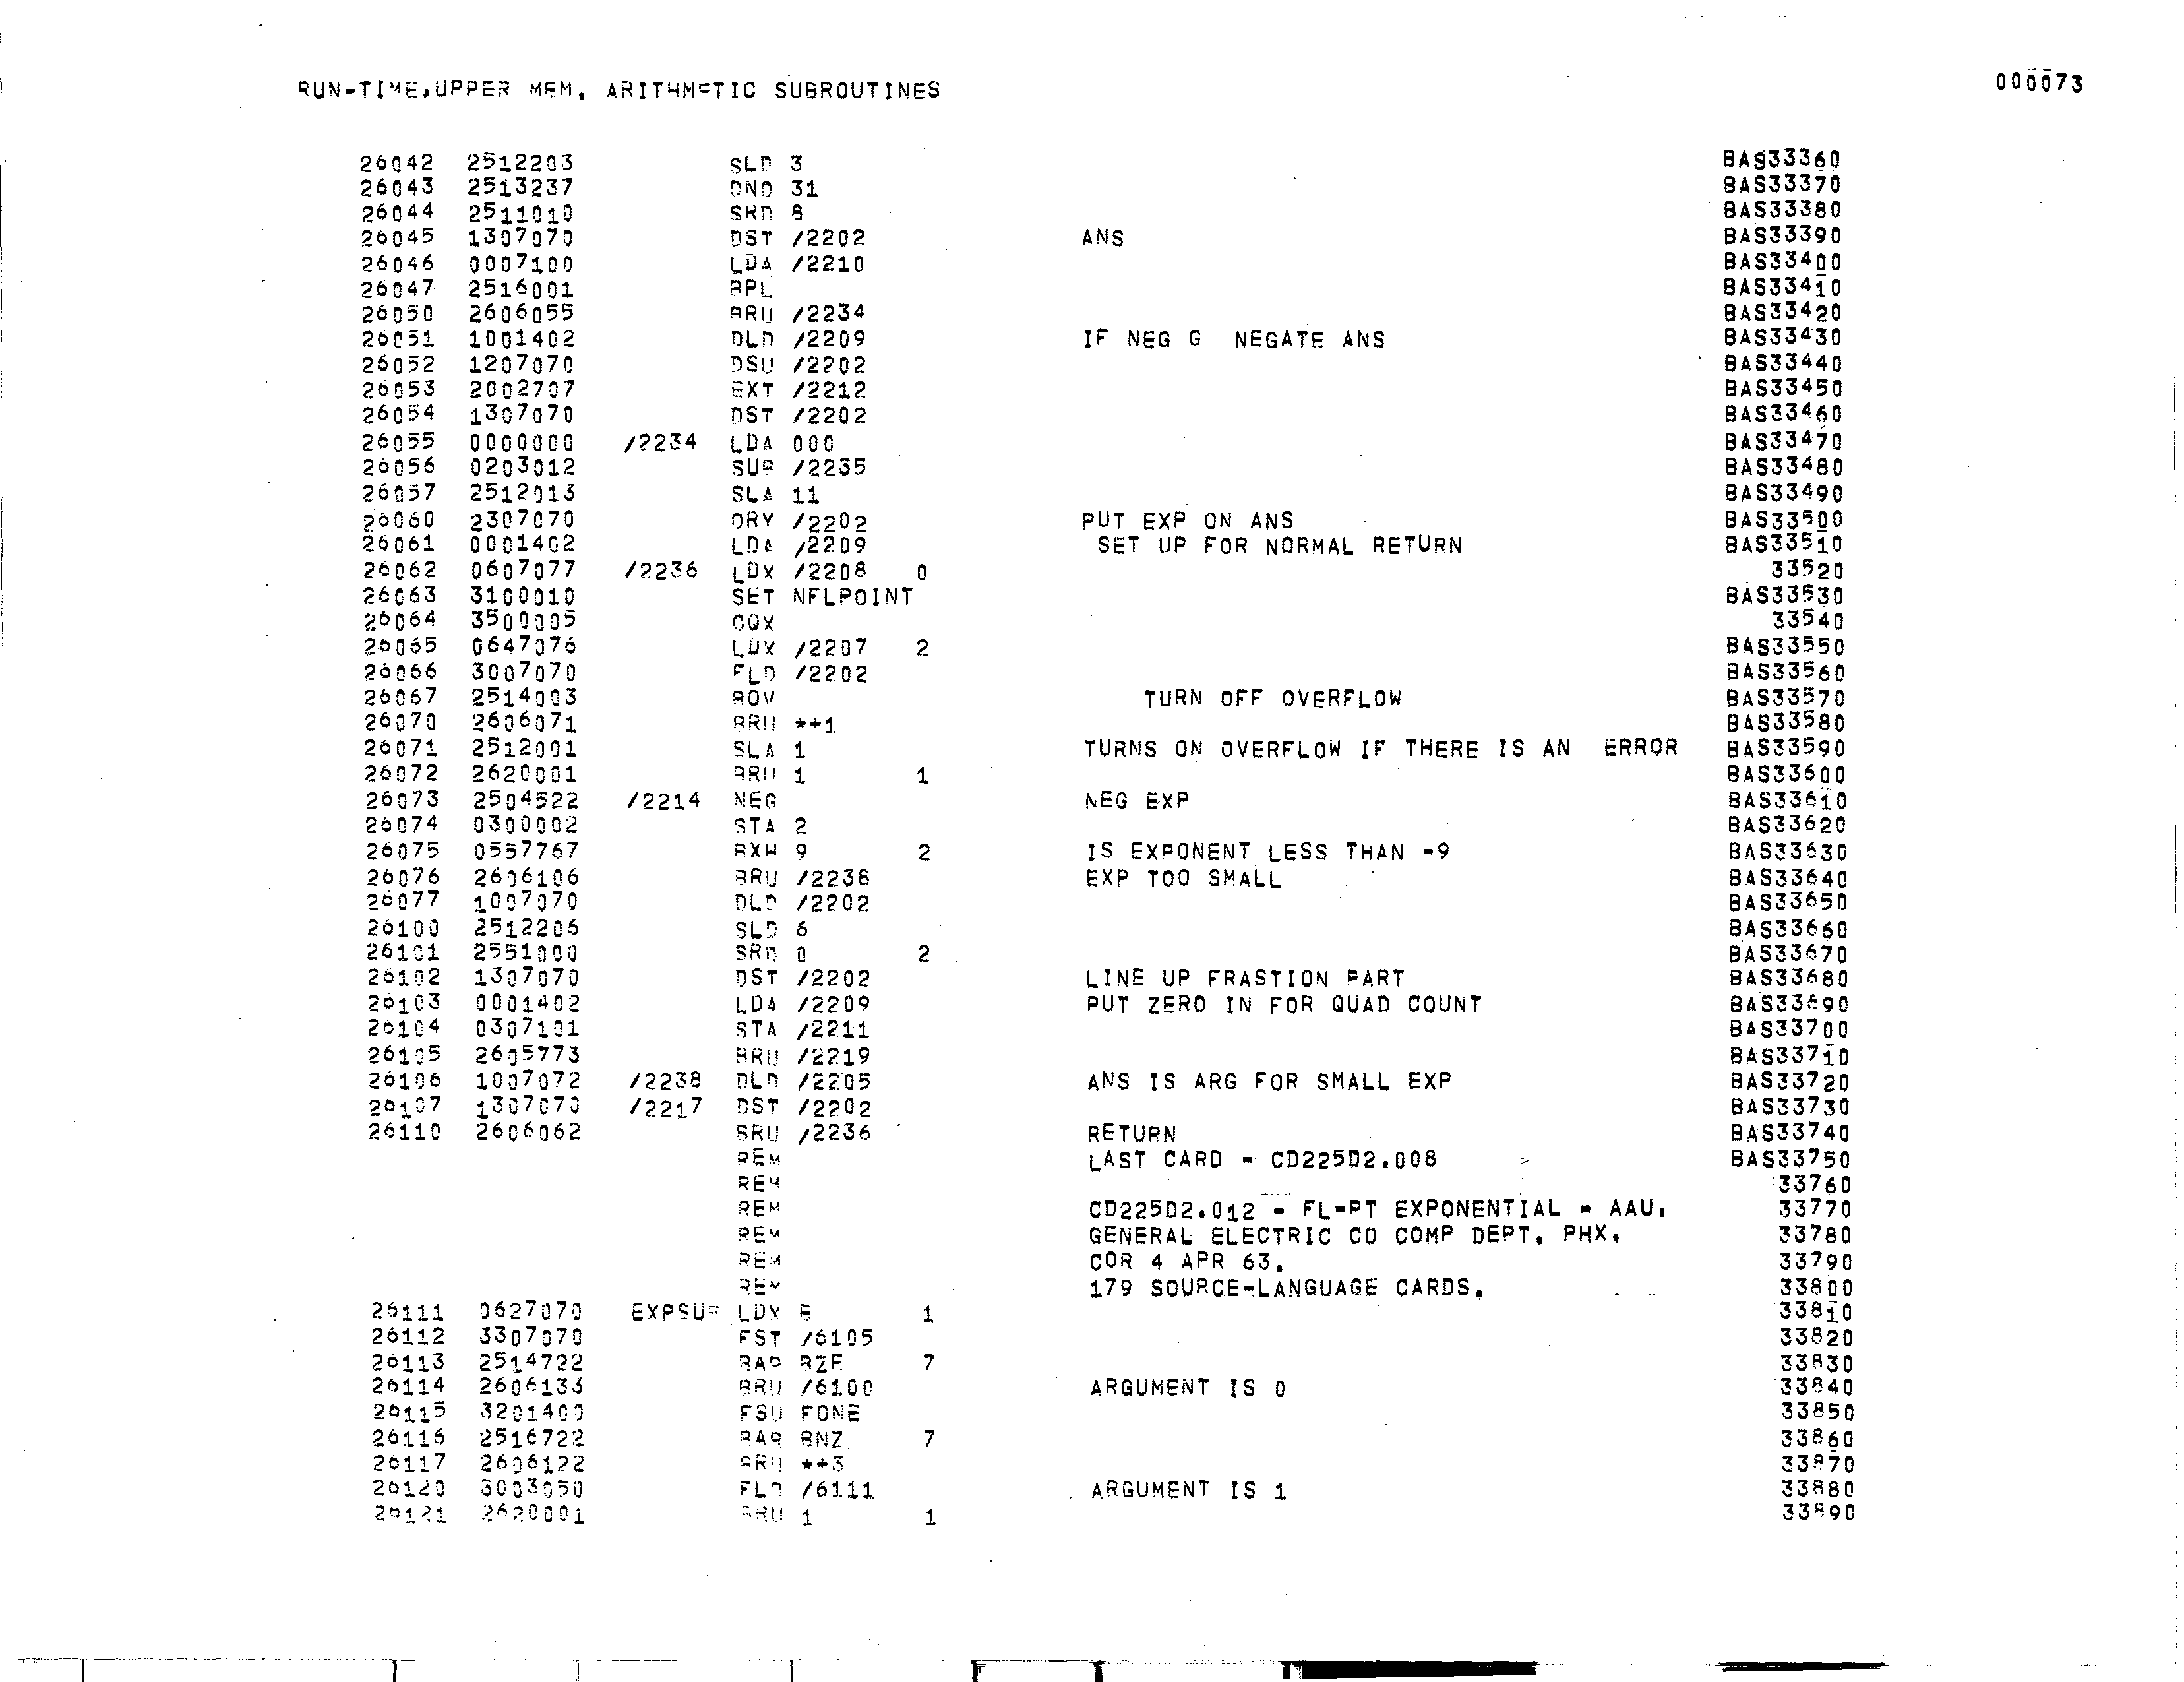 RUN-TIME,UPPER MEM, ARITHMETIC SUBROUTINES 000073
26042 2512203 SLD 3 BAS33360
26043 2513237 DNO 31 BAS33370
26044 2511010 SRD 8 BAS33380
26045 1307070 DST /2202 ANS BAS33390
26046 0007100 LDA /2210 BAS33400
26047 2516001 BPL BAS33410
26050 2606055 BRU /2234 BAS33420
26051 1001402 DLD /2209 IF NEG G NEGATE ANS BAS33430
26052 1207070 DSU /2202 BAS33440
26053 2002707 EXT /2212 BAS33450
26054 1307070 DST /2202 BAS33460
26055 0000000 /2234 LDA 000 BAS33470
26056 0203012 SUB /2235 BAS33480
26057 2512013 SLA 11 BAS33490
26060 2307070 ORY /2202 PUT EXP ON ANS BAS33500
26061 0001402 LDA /2209 SET UP FOR NORMAL RETURN BAS33510
26062 0607077 /2236 LDX /2208 0 33520
26063 3100010 SET NFLPOINT BAS33530
26064 3500005 CQX 33540
26065 0647076 LDX /2207 2 BAS33550
26066 3007070 FLD /2202 BAS33560
26067 2514003 BOV TURN OFF OVERFLOW BAS33570
26070 2606071 BRU *+1 BAS33580
26071 2512001 SLA 1 TURNS ON OVERFLOW IF THERE IS AN ERROR BAS33590
26072 2620001 BRU 1 1 BAS33600
26073 2504522 /2214 NEG NEG EXP BAS33610
26074 0300002 STA 2 BAS33620
26075 0557767 BXH 9 2 IS EXPONENT LESS THAN -9 BAS33630
26076 2606106 BRU /2238 EXP TOO SMALL BAS33640
26077 1007070 DLD /2202 BAS33650
26100 2512206 SLD 6 BAS33660
26101 2551000 SRD 0 2 BAS33670
26102 1307070 DST /2202 LINE UP FRASTION PART BAS33680
26103 0001402 LDA /2209 PUT ZERO IN FOR QUAD COUNT BAS33690
26104 0307101 STA /2211 BAS33700
26105 2605773 BRU /2219 BAS33710
26106 1007072 /2238 DLD /2205 ANS IS ARG FOR SMALL EXP BAS33720
26107 1307070 /2217 DST /2202 BAS33730
26110 2606062 BRU /2236 RETURN BAS33740
REM LAST CARD - CD225D2.008 BAS33750
REM 33760
REM CD225D2.012 - FL-PT EXPONENTIAL - AAU. 33770
REM GENERAL ELECTRIC CO COMP DEPT, PHX. 33780
REM COR 4 APR 63. 33790
REM 179 SOURCE-LANGUAGE CARDS. 33800
26111 0627070 EXPSUB LDX 8 1 33810
26112 3307070 FST /6105 33820
26113 2514722 BAR BZE 7 33830
26114 2606133 BRU /6100 ARGUMENT IS 0 33840
26115 3201400 FSU FONE 33850
26116 2516722 BAR BNZ 7 33860
26117 2606122 BRU *+3 33870
26120 3003050 FLD /6111 ARGUMENT IS 1 33880
26121 2620001 BRU 1 1 33890